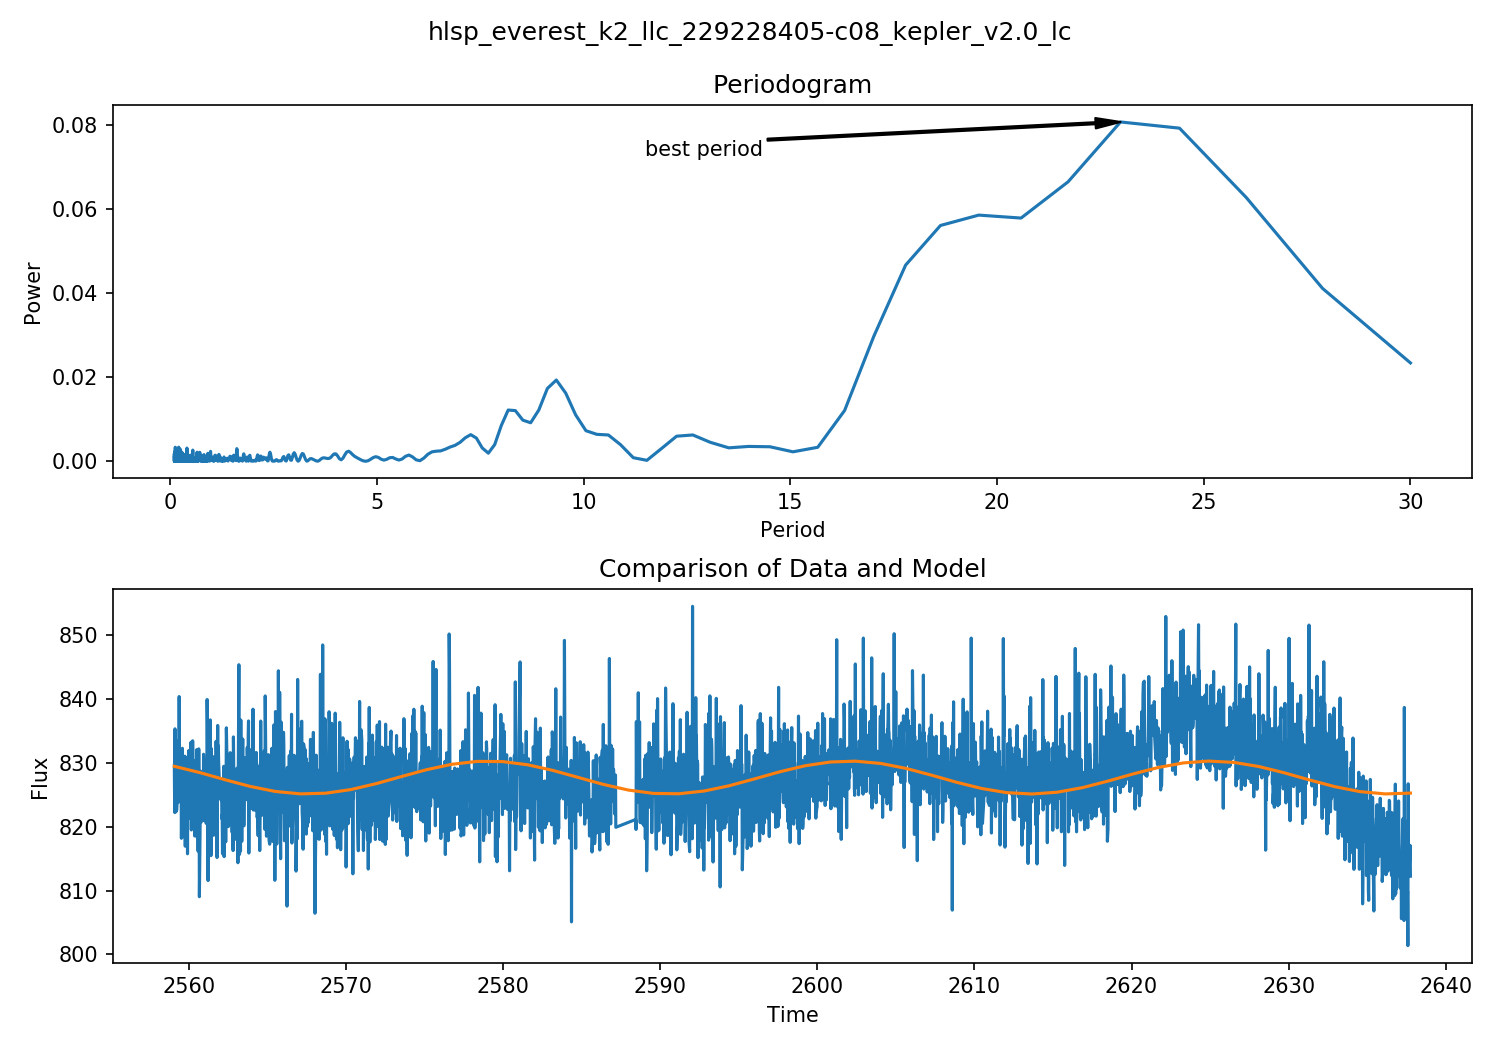 hlsp_everest_k2_llc_229228405-c08_kepler_v2.0_lc
Periodogram
0.08
0.06
0.04
0.02
0.00
Power
best period
0 5 10 15 20 25 30
Period
Comparison of Data and Model
850
840
830
820
810
800
Flux
2560 2570 2580 2590 2600 2610 2620 2630 2640
Time